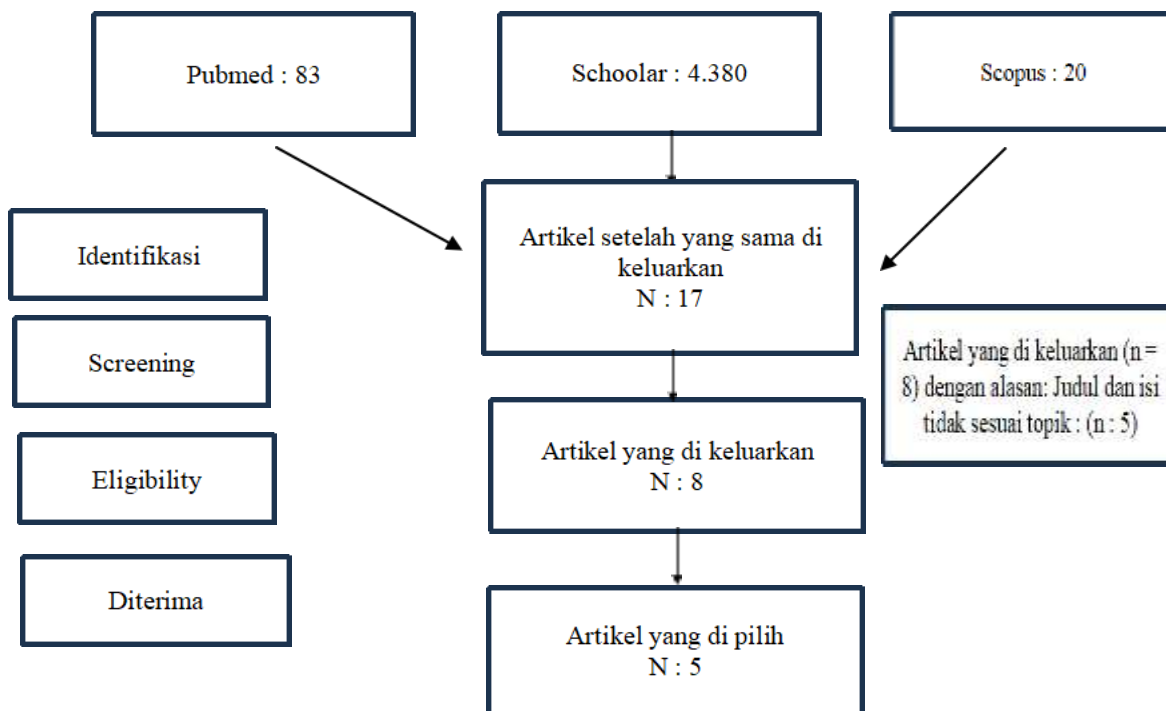 Pubmed : 83
Schoolar : 4.380
Scopus : 20
Identifikasi
Screening
Eligibility
Diterima
Artikel setelah yang sama di
keluarkan
N : 17
Artikel yang di keluarkan
N : 8
Artikel yang di pilih
N : 5
Artikel yang di keluarkan (n =
8) dengan alasan: Judul dan isi
tidak sesuai topik : (n : 5)